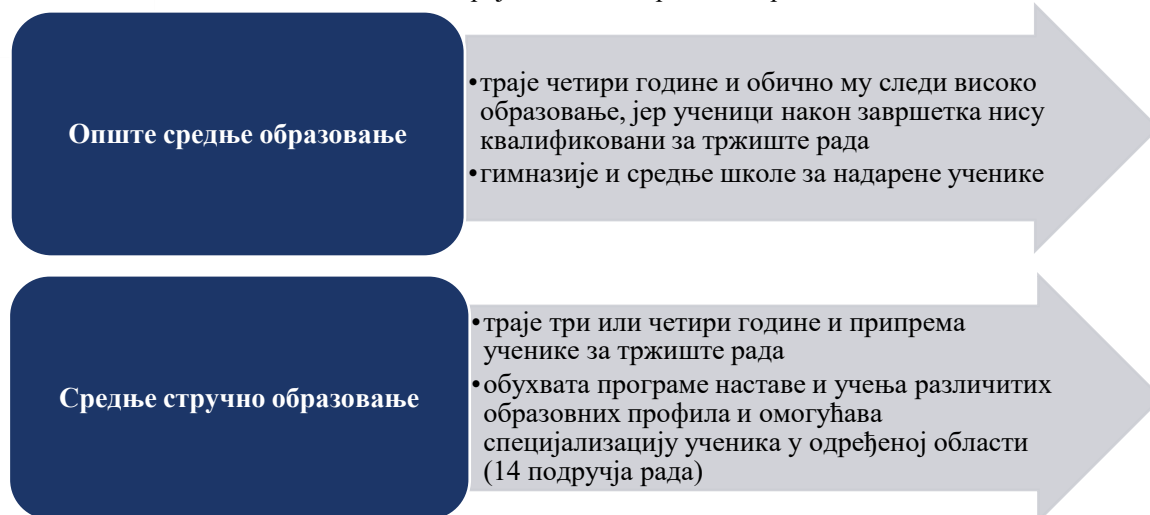 Опште средње образовање
•траје четири године и обично му следи високо
образовање, јер ученици након завршетка нису
квалификовани за тржиште рада
•гимназије и средње школе за надарене ученике
Средње стручно образовање
•траје три или четири године и припрема
ученике за тржиште рада
•обухвата програме наставе и учења различитих
образовних профила и омогућава
специјализацију ученика у одређеној области
(14 подручја рада)